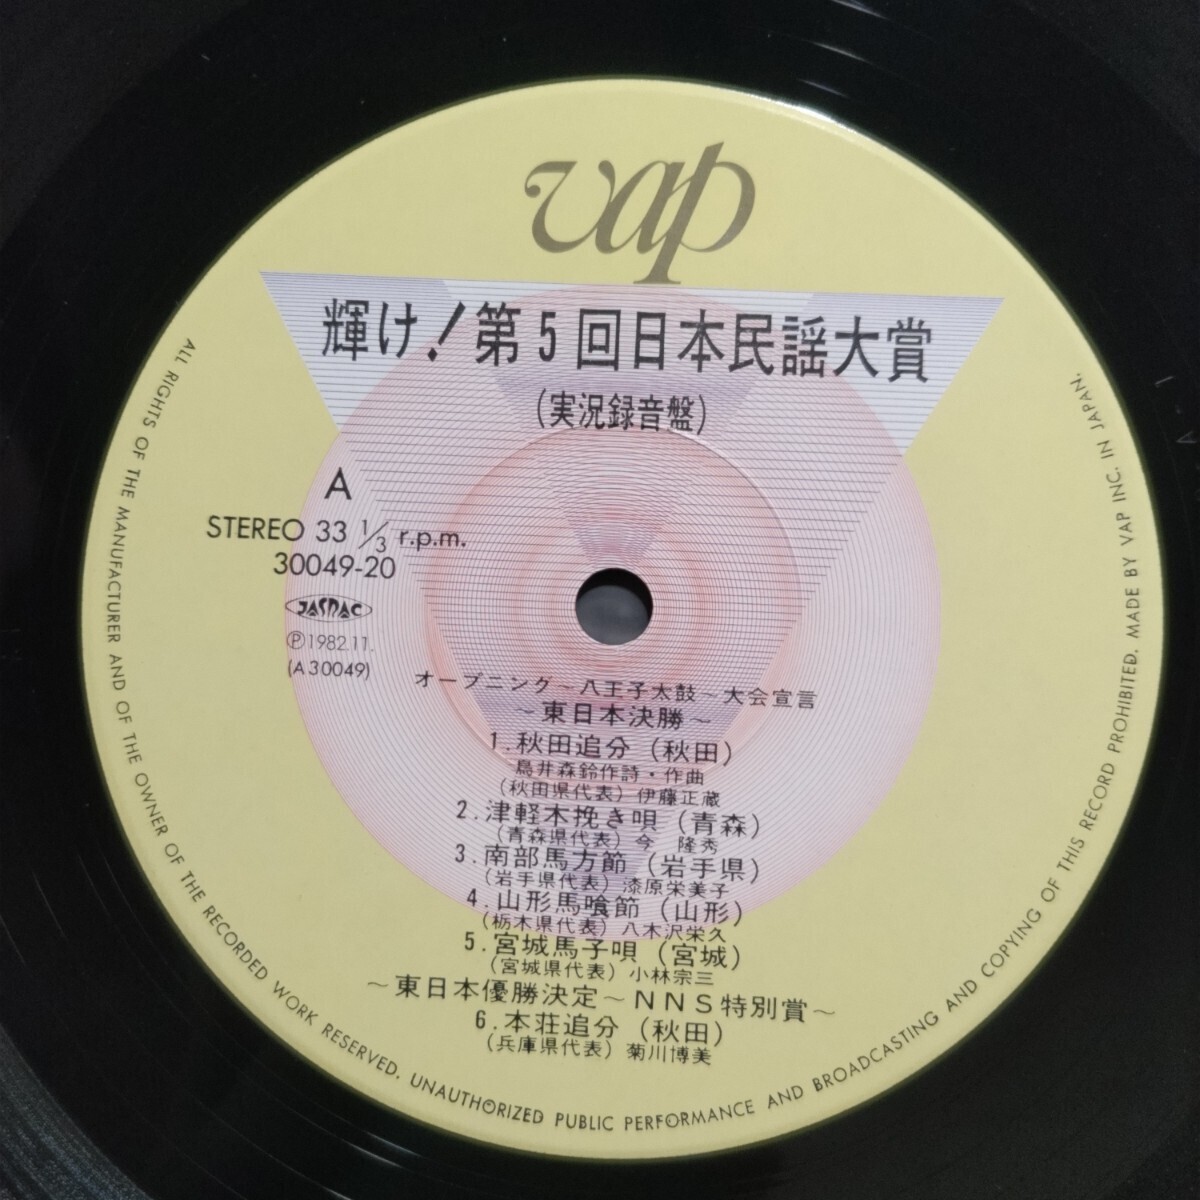 vap
輝け!第5回日本民謡大賞
(実況録音盤)
A
STEREO 33 1/3 r.p.m.
30049-20
JASRAC
Ⓟ1982.11.
(A30049)
オープニング~八王子太鼓~大会宣言
~東日本決勝~
1.秋田追分(秋田)
鳥井森鈴作詩・作曲
(秋田県代表)伊藤正蔵
2.津軽木挽き唄(青森)
(青森県代表)今 隆秀
3.南部馬方節(岩手県)
(岩手県代表)漆原栄美子
4.山形馬喰節(山形)
(栃木県代表)八木沢栄久
5.宮城馬子唄(宮城)
(宮城県代表)小林宗三
~東日本優勝決定~NNS特別賞~
6.本荘追分(秋田)
(兵庫県代表)菊川博美
ALL RIGHTS OF THE MANUFACTURER AND OF THE OWNER OF THE RECORDED WORK RESERVED. UNAUTHORIZED PUBLIC PERFORMANCE AND BROADCASTING AND COPYING OF THIS RECORD PROHIBITED. MADE BY VAP INC. IN JAPAN.